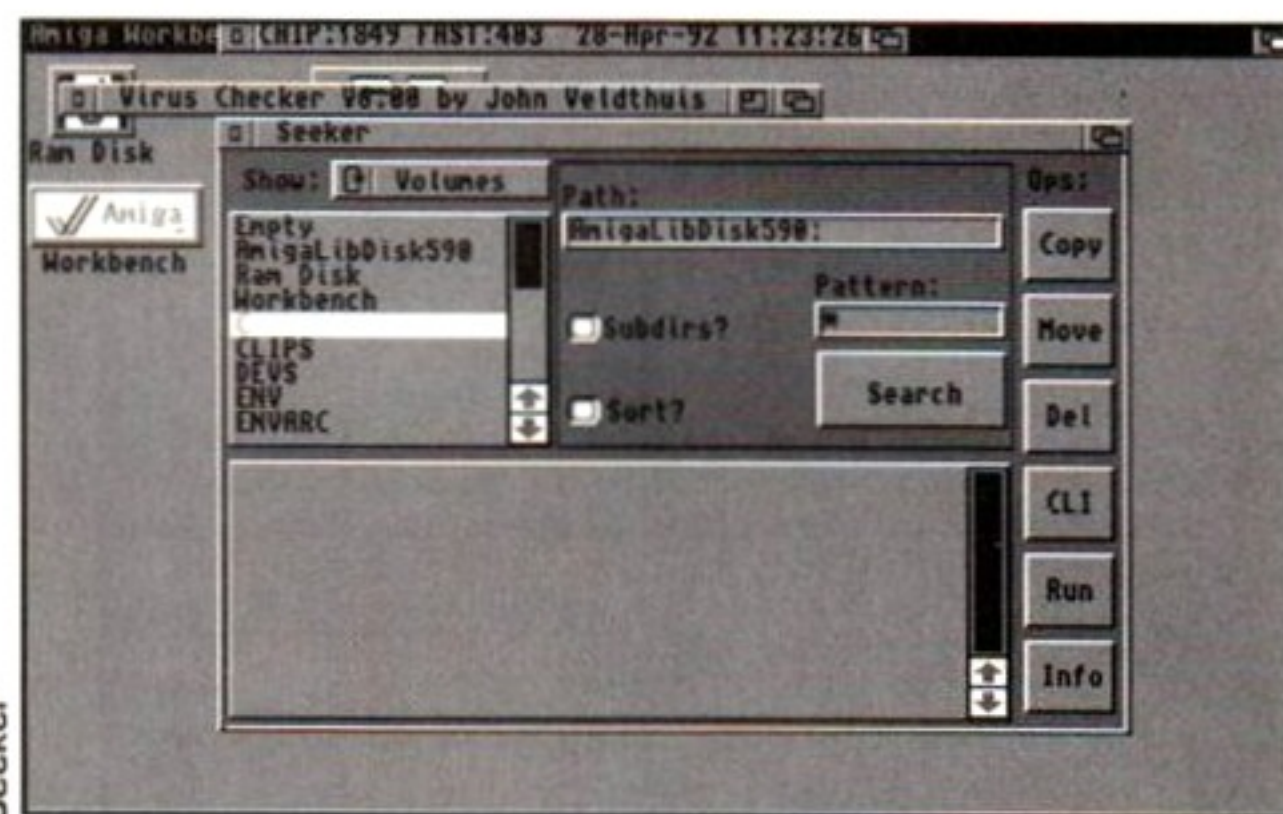 Amiga Workbe
CHIP:1849 FAST:483 28-Apr-92 11:23:26
Virus Checker V6.00 by John Veldthuis
Ram Disk
Amiga
Workbench
Seeker
Show: Volumes
Empty
AmigaLibDisk590
Ram Disk
Workbench
C
CLIPS
DEVS
ENV
ENVARC
Path:
AmigaLibDisk590:
Subdirs?
Pattern:
*
Sort?
Search
Ops:
Copy
Move
Del
CLI
Run
Info
Seeker